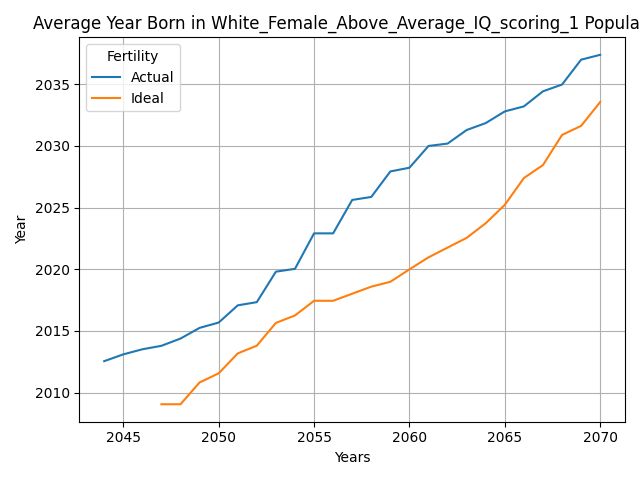 Average Year Born in White_Female_Above_Average_IQ_scoring_1 Popula
Fertility
Actual
Ideal
2035
2030
2025
2020
2015
2010
Year
2045 2050 2055 2060 2065 2070
Years